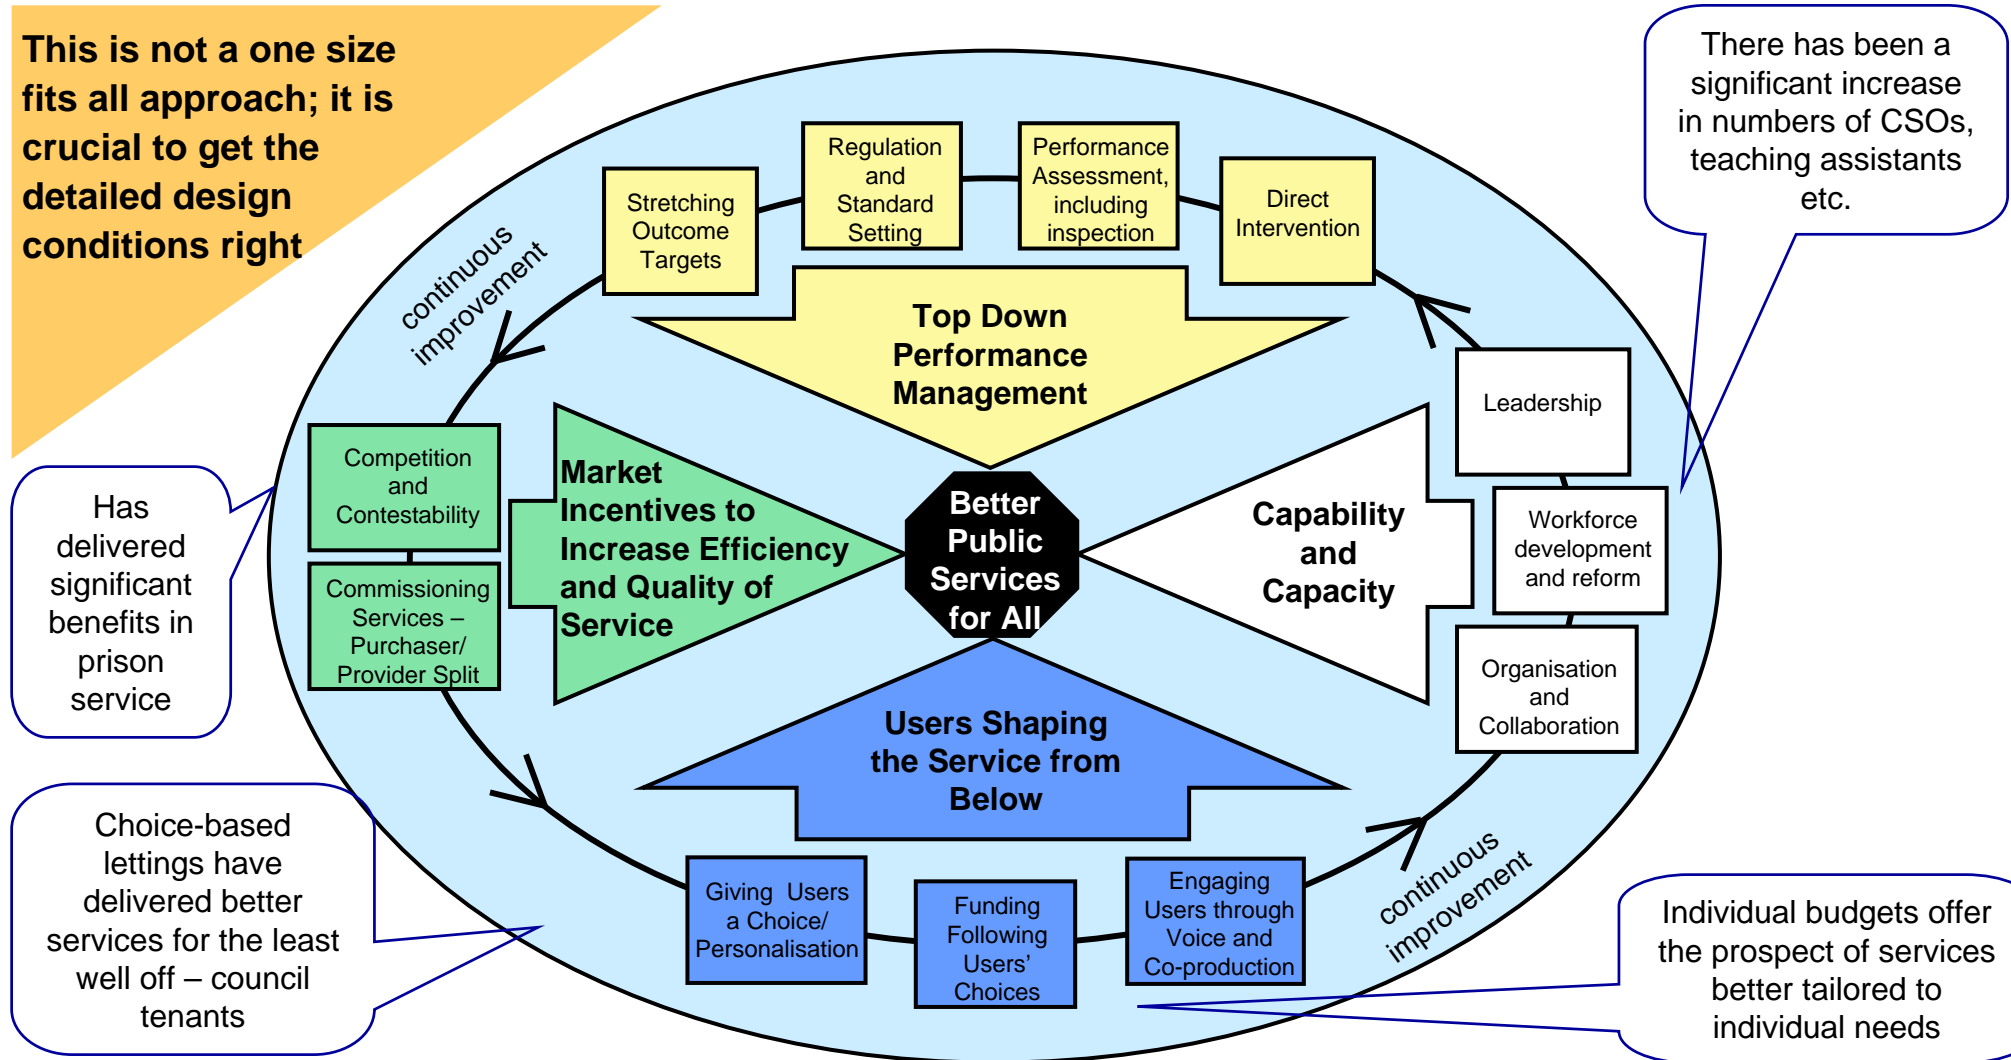 This is not a one size
fits all approach; it is
crucial to get the
detailed design
conditions right
There has been a
significant increase
in numbers of CSOs,
teaching assistants
etc.
Stretching
Outcome
Targets
Regulation
and
Standard
Setting
Performance
Assessment,
including
inspection
Direct
Intervention
continuous
improvement
Top Down
Performance
Management
Leadership
Competition
and
Contestability
Commissioning
Services –
Purchaser/
Provider Split
Market
Incentives to
Increase Efficiency
and Quality of
Service
Better
Public
Services
for All
Capability
and
Capacity
Workforce
development
and reform
Organisation
and
Collaboration
Has
delivered
significant
benefits in
prison
service
Users Shaping
the Service from
Below
Choice-based
lettings have
delivered better
services for the least
well off – council
tenants
Giving Users
a Choice/
Personalisation
Funding
Following
Users’
Choices
Engaging
Users through
Voice and
Co-production
continuous
improvement
Individual budgets offer
the prospect of services
better tailored to
individual needs